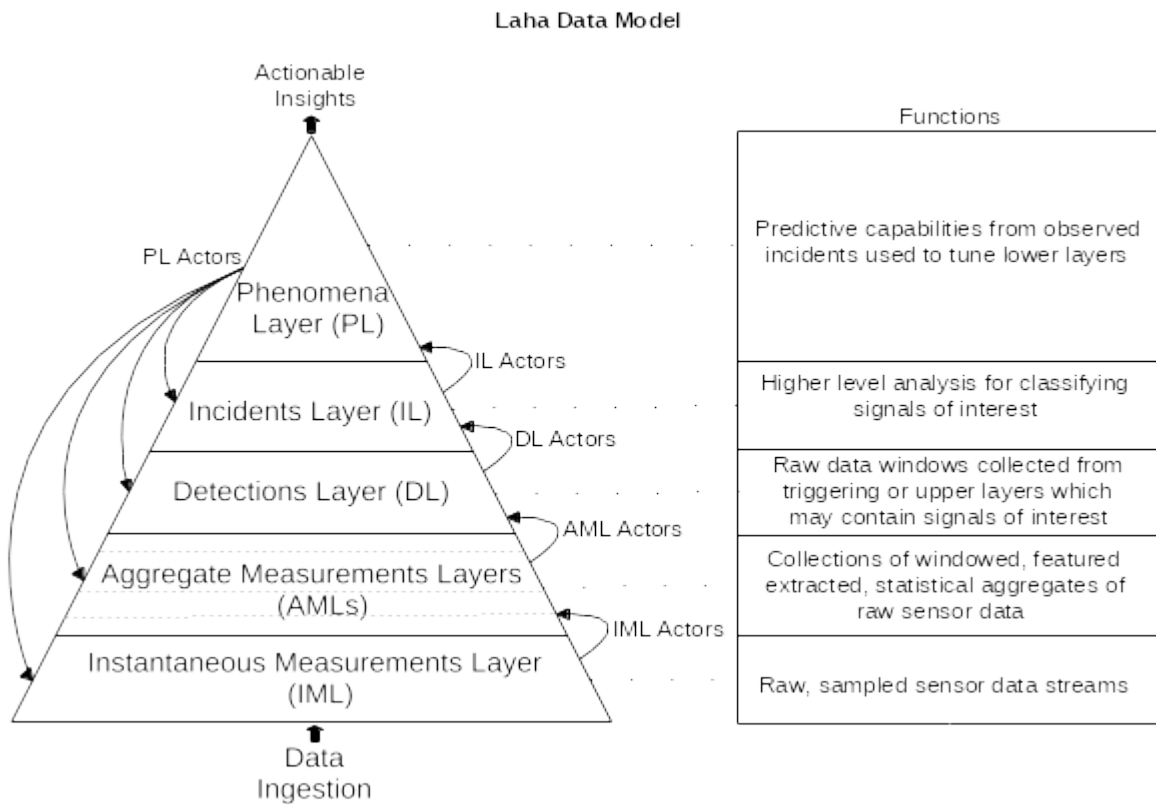 Laha Data Model
Actionable
Insights
Functions
PL Actors
Phenomena
Layer (PL)
IL Actors
Incidents Layer (IL)
DL Actors
Detections Layer (DL)
AML Actors
Aggregate Measurements Layers
(AMLs)
IML Actors
Instantaneous Measurements Layer
(IML)
Data
Ingestion
Predictive capabilities from observed
incidents used to tune lower layers
Higher level analysis for classifying
signals of interest
Raw data windows collected from
triggering or upper layers which
may contain signals of interest
Collections of windowed, featured
extracted, statistical aggregates of
raw sensor data
Raw, sampled sensor data streams